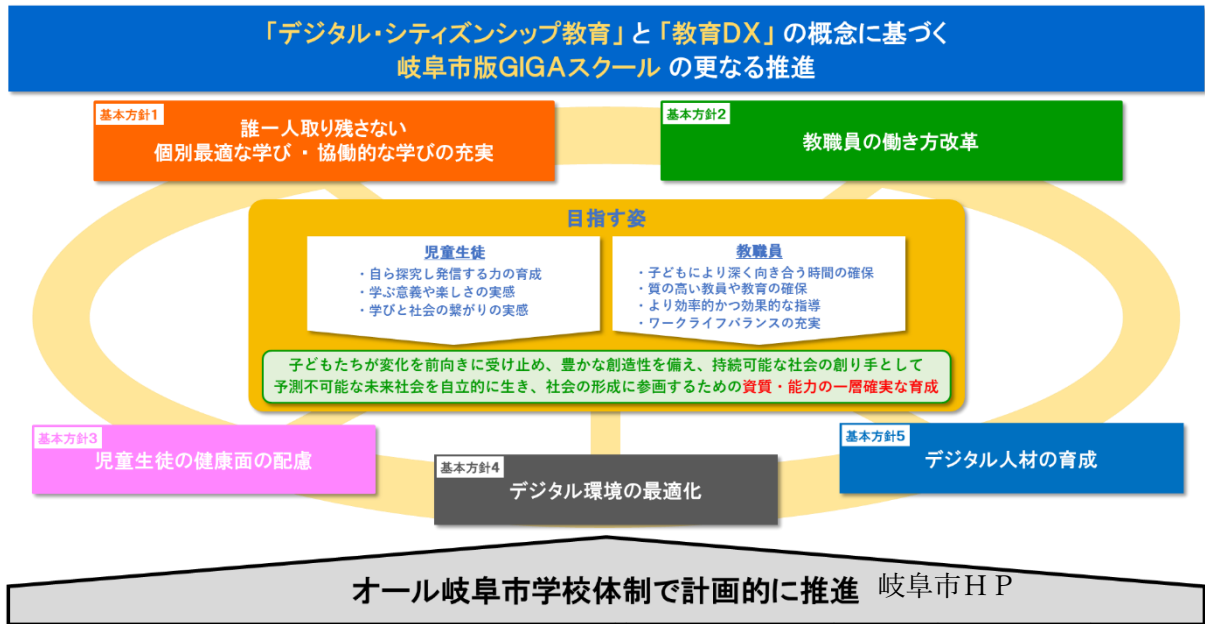 「デジタル・シティズンシップ教育」と「教育DX」の概念に基づく
岐阜市版GIGAスクール の更なる推進
基本方針1
誰一人取り残さない
個別最適な学び ・ 協働的な学びの充実
基本方針2
教職員の働き方改革
目指す姿
児童生徒
・自ら探究し発信する力の育成
・学ぶ意義や楽しさの実感
・学びと社会の繋がりの実感
教職員
・子どもにより深く向き合う時間の確保
・質の高い教員や教育の確保
・より効率的かつ効果的な指導
・ワークライフバランスの充実
子どもたちが変化を前向きに受け止め、豊かな創造性を備え、持続可能な社会の創り手として
予測不可能な未来社会を自立的に生き、社会の形成に参画するための資質・能力の一層確実な育成
基本方針3
児童生徒の健康面の配慮
基本方針4
デジタル環境の最適化
基本方針5
デジタル人材の育成
オール岐阜市学校体制で計画的に推進 岐阜市ＨＰ